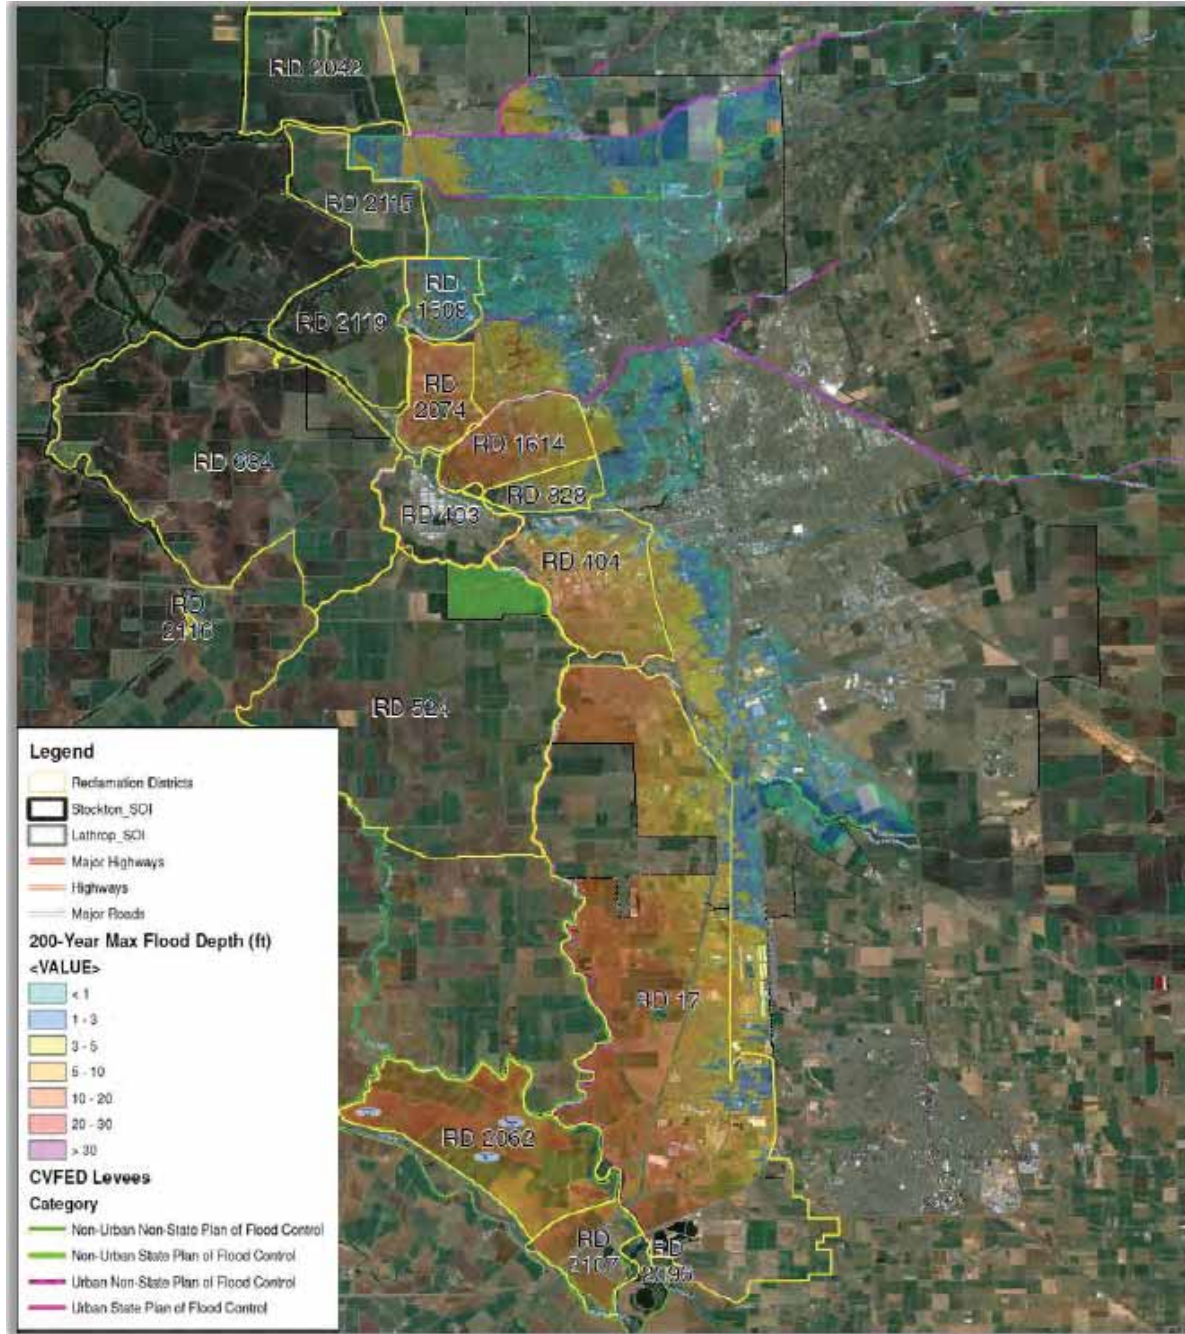 RD 2042
RD 2115
RD
1608
RD 2119
RD
2074
RD 1614
RD 684
RD 828
RD 403
RD 404
RD
2116
RD 524
RD 17
RD 2062
RD
2107
RD
2095
Legend
Reclamation Districts
Stockton_SOI
Lathrop_SOI
Major Highways
Highways
Major Roads
200-Year Max Flood Depth (ft)
<VALUE>
< 1
1 - 3
3 - 5
5 - 10
10 - 20
20 - 30
> 30
CVFED Levees
Category
Non-Urban Non-State Plan of Flood Control
Non-Urban State Plan of Flood Control
Urban Non-State Plan of Flood Control
Urban State Plan of Flood Control